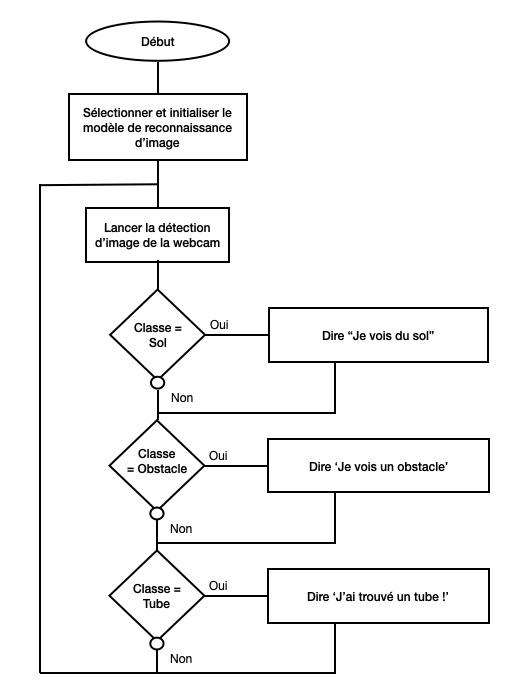 Début
Sélectionner et initialiser le
modèle de reconnaissance
d'image
Lancer la détection
d'image de la webcam
Classe =
Sol
Oui
Dire “Je vois du sol”
Non
Classe
= Obstacle
Oui
Dire ‘Je vois un obstacle’
Non
Classe =
Tube
Oui
Dire ‘J’ai trouvé un tube !’
Non